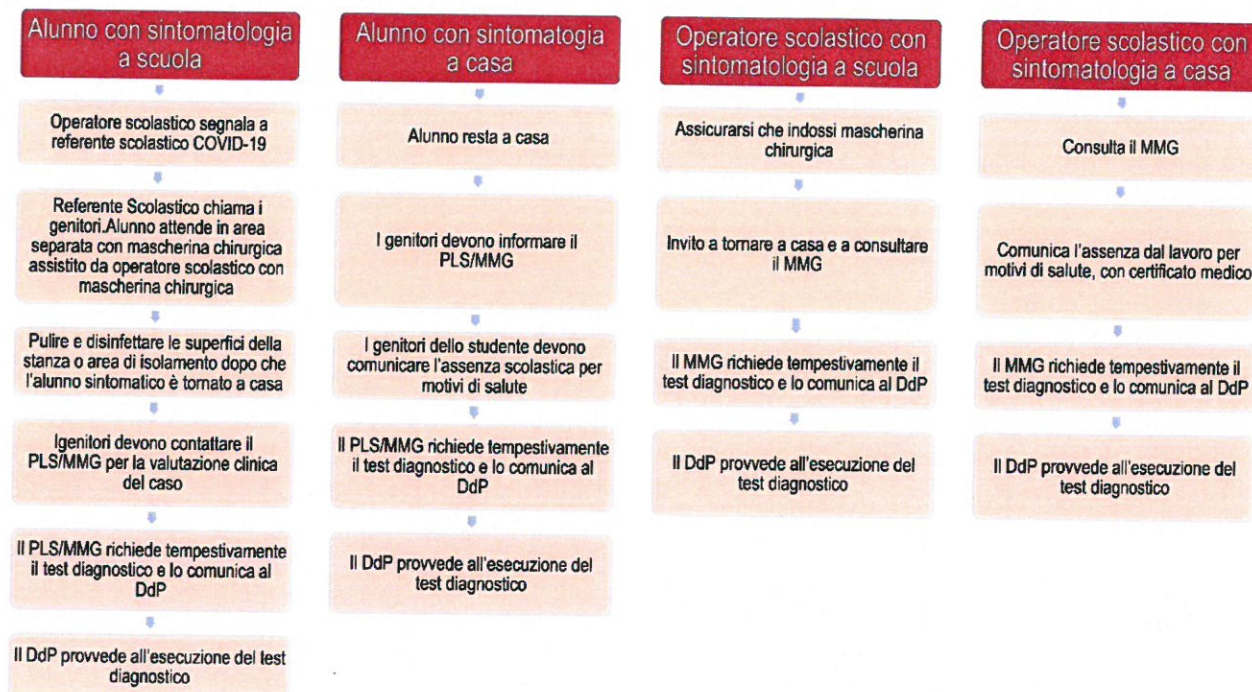 Alunno con sintomatologia
a scuola
Operatore scolastico segnala a
referente scolastico COVID-19
Referente Scolastico chiama i
genitori.Alunno attende in area
separata con mascherina chirurgica
assistito da operatore scolastico con
mascherina chirurgica
Pulire e disinfettare le superfici della
stanza o area di isolamento dopo che
l'alunno sintomatico è tornato a casa
Igenitori devono contattare il
PLS/MMG per la valutazione clinica
del caso
Il PLS/MMG richiede tempestivamente
il test diagnostico e lo comunica al
DdP
Il DdP provvede all'esecuzione del test
diagnostico
Alunno con sintomatogia
a casa
Alunno resta a casa
I genitori devono informare il
PLS/MMG
I genitori dello studente devono
comunicare l'assenza scolastica per
motivi di salute
Il PLS/MMG richiede tempestivamente
il test diagnostico e lo comunica al
DdP
Il DdP provvede all'esecuzione del
test diagnostico
Operatore scolastico con
sintomatologia a scuola
Assicurarsi che indossi mascherina
chirurgica
Invito a tornare a casa e a consultare
il MMG
Il MMG richiede tempestivamente il
test diagnostico e lo comunica al DdP
Il DdP provvede all'esecuzione del
test diagnostico
Operatore scolastico con
sintomatologia a casa
Consulta il MMG
Comunica l'assenza dal lavoro per
motivi di salute, con certificato medico
Il MMG richiede tempestivamente il
test diagnostico e lo comunica al DdP
Il DdP provvede all'esecuzione del
test diagnostico